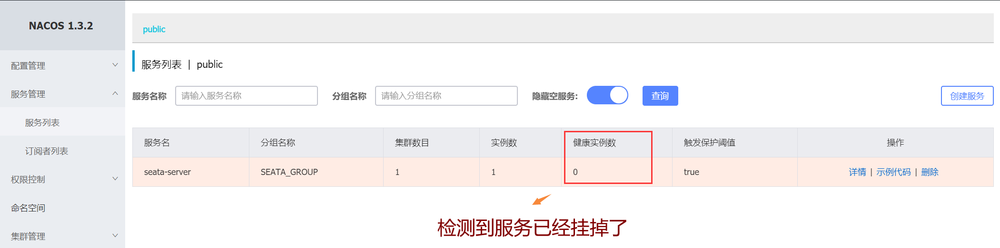 NACOS 1.3.2
配置管理
服务管理
服务列表
订阅者列表
权限控制
命名空间
集群管理
public
服务列表 | public
服务名称 请输入服务名称 分组名称 请输入分组名称 隐藏空服务: 查询 创建服务
服务名 分组名称 集群数目 实例数 健康实例数 触发保护阈值 操作
seata-server SEATA_GROUP 1 1 0 true 详情 | 示例代码 | 删除
检测到服务已经挂掉了